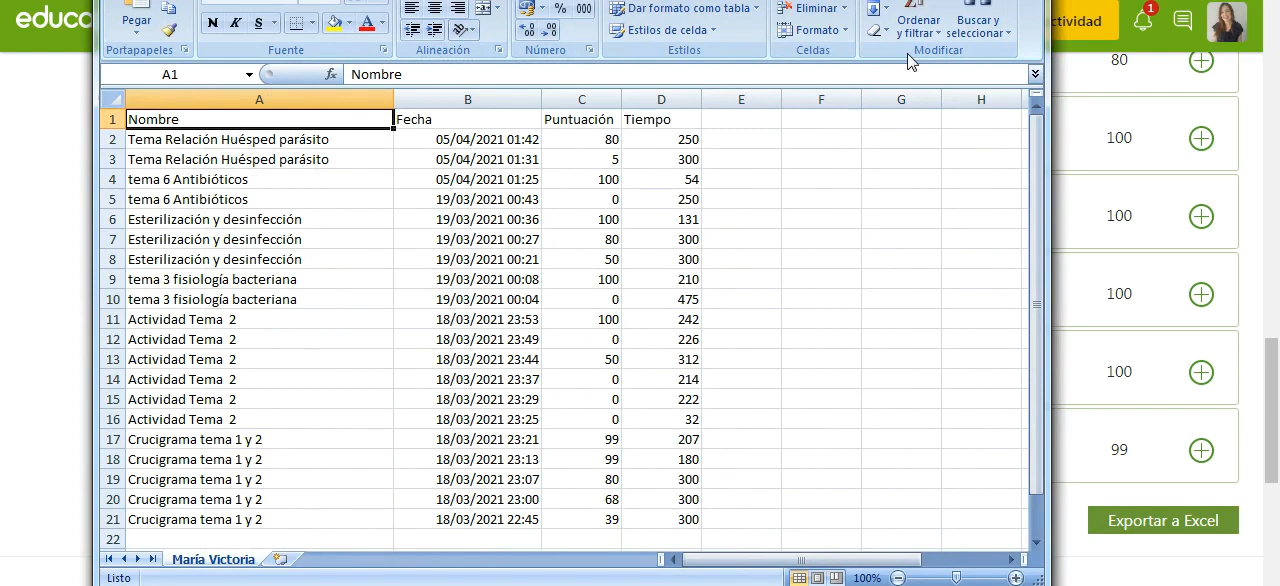 educa
Pegar
Portapapeles
N K S
Fuente
A
Alineación
% 000
Número
Dar formato como tabla
Estilos de celda
Estilos
Eliminar
Formato
Celdas
Ordenar y filtrar
Buscar y seleccionar
Modificar
ctividad
1
A1 fx Nombre
A B C D E F G H
1 Nombre Fecha Puntuación Tiempo
2 Tema Relación Huésped parásito 05/04/2021 01:42 80 250
3 Tema Relación Huésped parásito 05/04/2021 01:31 5 300
4 tema 6 Antibióticos 05/04/2021 01:25 100 54
5 tema 6 Antibióticos 19/03/2021 00:43 0 250
6 Esterilización y desinfección 19/03/2021 00:36 100 131
7 Esterilización y desinfección 19/03/2021 00:27 80 300
8 Esterilización y desinfección 19/03/2021 00:21 50 300
9 tema 3 fisiología bacteriana 19/03/2021 00:08 100 210
10 tema 3 fisiología bacteriana 19/03/2021 00:04 0 475
11 Actividad Tema 2 18/03/2021 23:53 100 242
12 Actividad Tema 2 18/03/2021 23:49 0 226
13 Actividad Tema 2 18/03/2021 23:44 50 312
14 Actividad Tema 2 18/03/2021 23:37 0 214
15 Actividad Tema 2 18/03/2021 23:29 0 222
16 Actividad Tema 2 18/03/2021 23:25 0 32
17 Crucigrama tema 1 y 2 18/03/2021 23:21 99 207
18 Crucigrama tema 1 y 2 18/03/2021 23:13 99 180
19 Crucigrama tema 1 y 2 18/03/2021 23:07 80 300
20 Crucigrama tema 1 y 2 18/03/2021 23:00 68 300
21 Crucigrama tema 1 y 2 18/03/2021 22:45 39 300
22
María Victoria
Listo
100%
80
100
100
100
100
99
Exportar a Excel